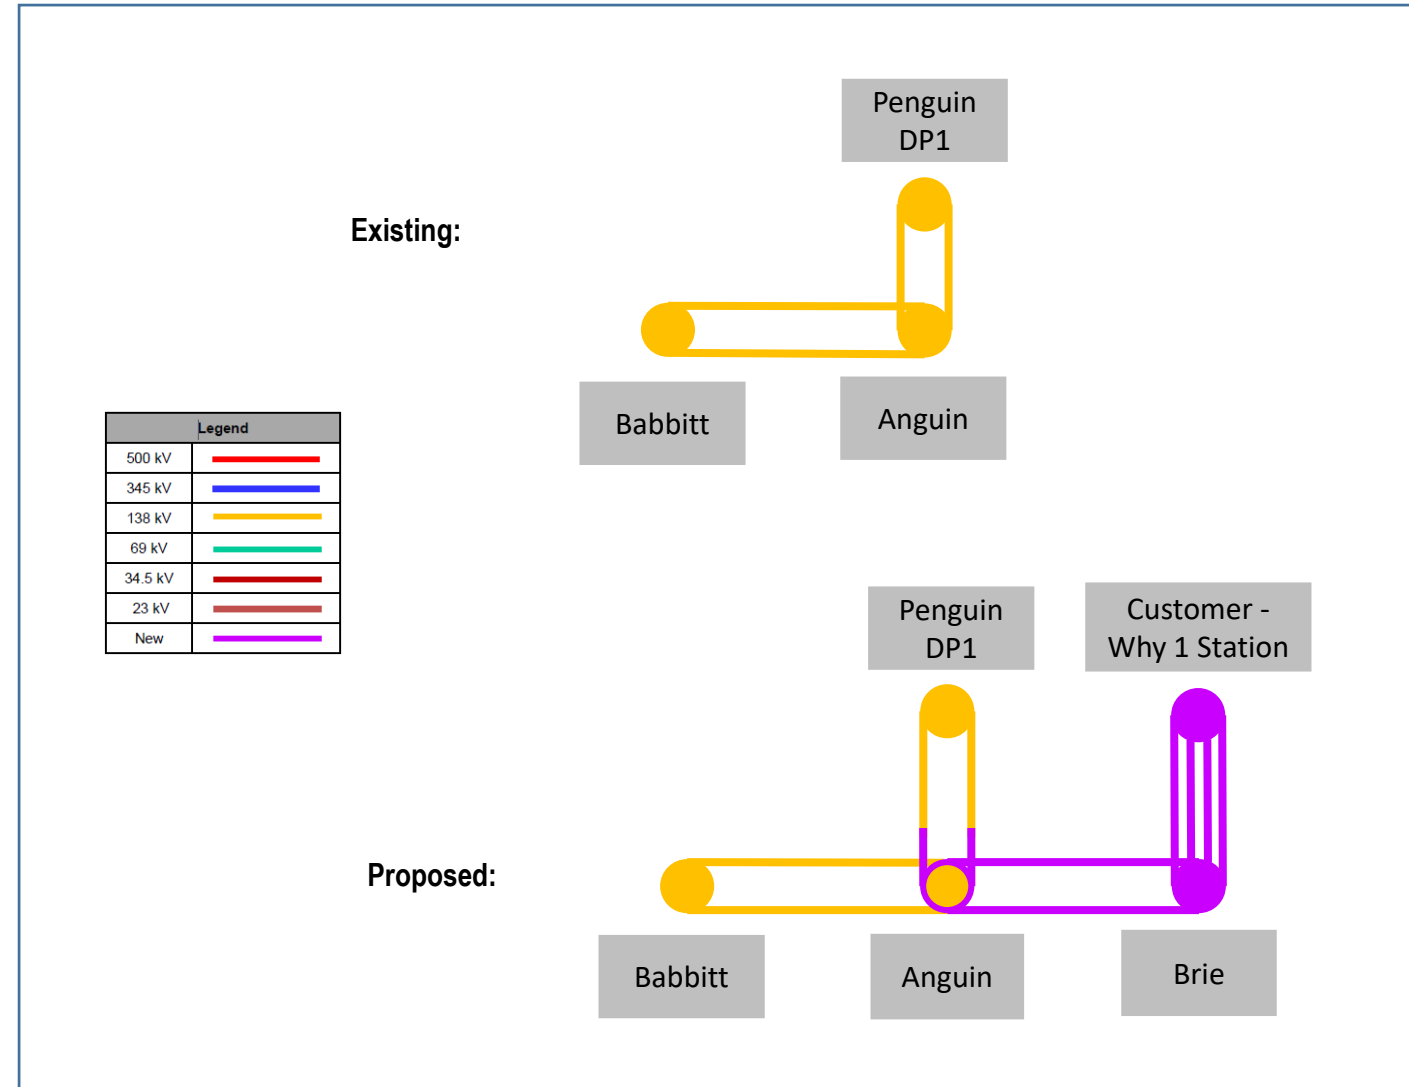 Penguin
DP1
Existing:
Babbitt
Anguin
Legend
500 kV
345 kV
138 kV
69 kV
34.5 kV
23 kV
New
Penguin
DP1
Customer -
Why 1 Station
Proposed:
Babbitt
Anguin
Brie